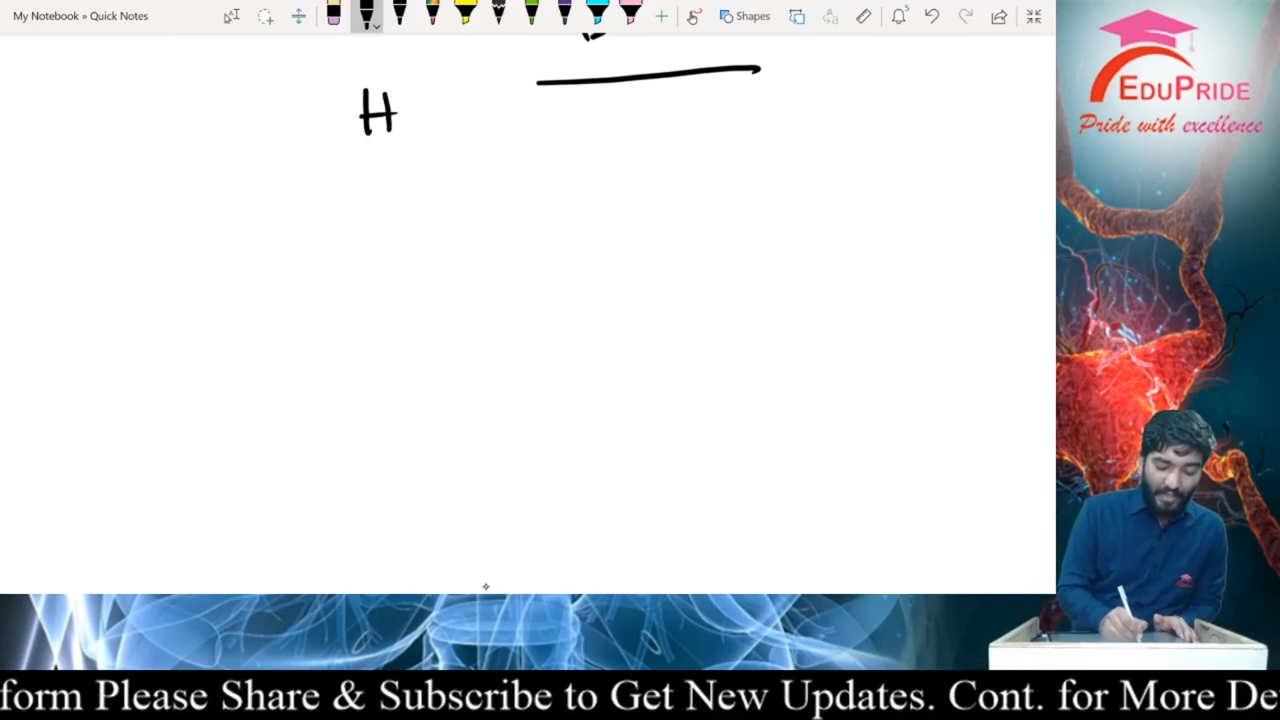 My Notebook » Quick Notes
Shapes
5
H
EDUPRIDE
Pride with excellence
form Please Share & Subscribe to Get New Updates. Cont. for More De